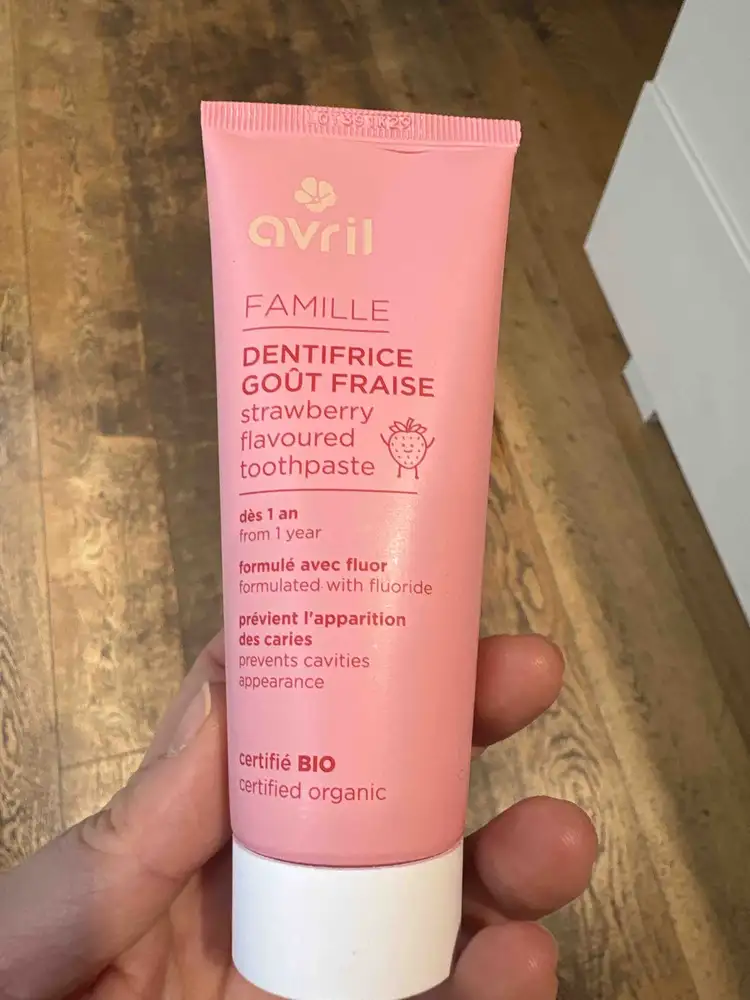 avril
FAMILLE
DENTIFRICE
GOÛT FRAISE
strawberry
flavoured
toothpaste
dès 1 an
from 1 year
formulé avec fluor
formulated with fluoride
prévient l'apparition
des caries
prevents cavities
appearance
certifié BIO
certified organic